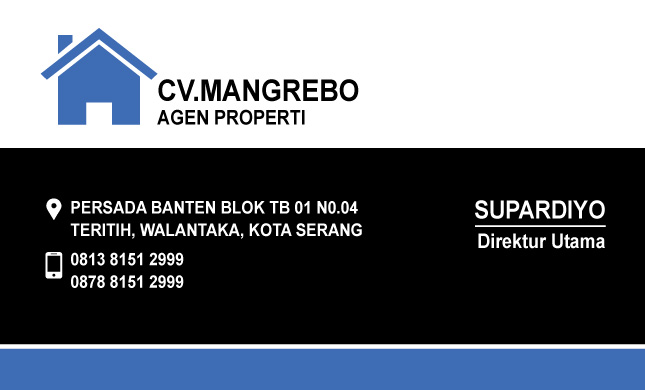 CV.MANGREBO
AGEN PROPERTI
PERSADA BANTEN BLOK TB 01 N0.04
TERITIH, WALANTAKA, KOTA SERANG
0813 8151 2999
0878 8151 2999
SUPARDIYO
Direktur Utama